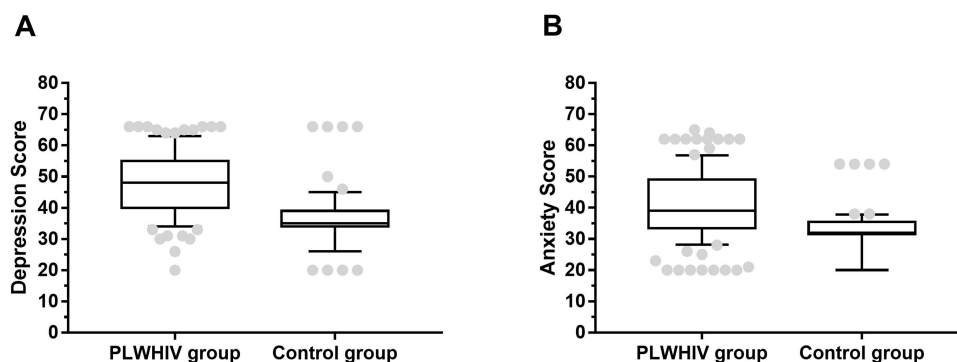 A
Depression Score
80
70
60
50
40
30
20
10
0
PLWHIV group
Control group
B
Anxiety Score
80
70
60
50
40
30
20
10
0
PLWHIV group
Control group